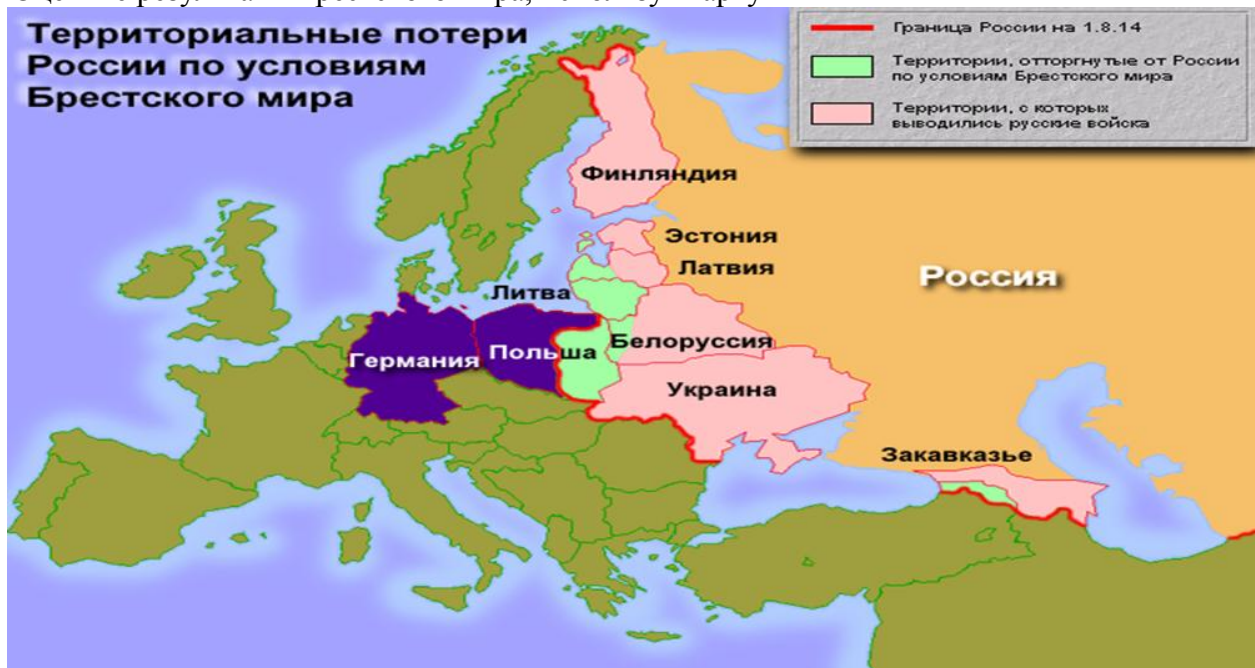 Территориальные потери
России по условиям
Брестского мира
Граница России на 1.8.14
Территории, отторгнутые от России
по условиям Брестского мира
Территории, с которых
выводились русские войска
Финляндия
Эстония
Латвия
Россия
Литва
Белоруссия
Германия
Польша
Украина
Закавказье